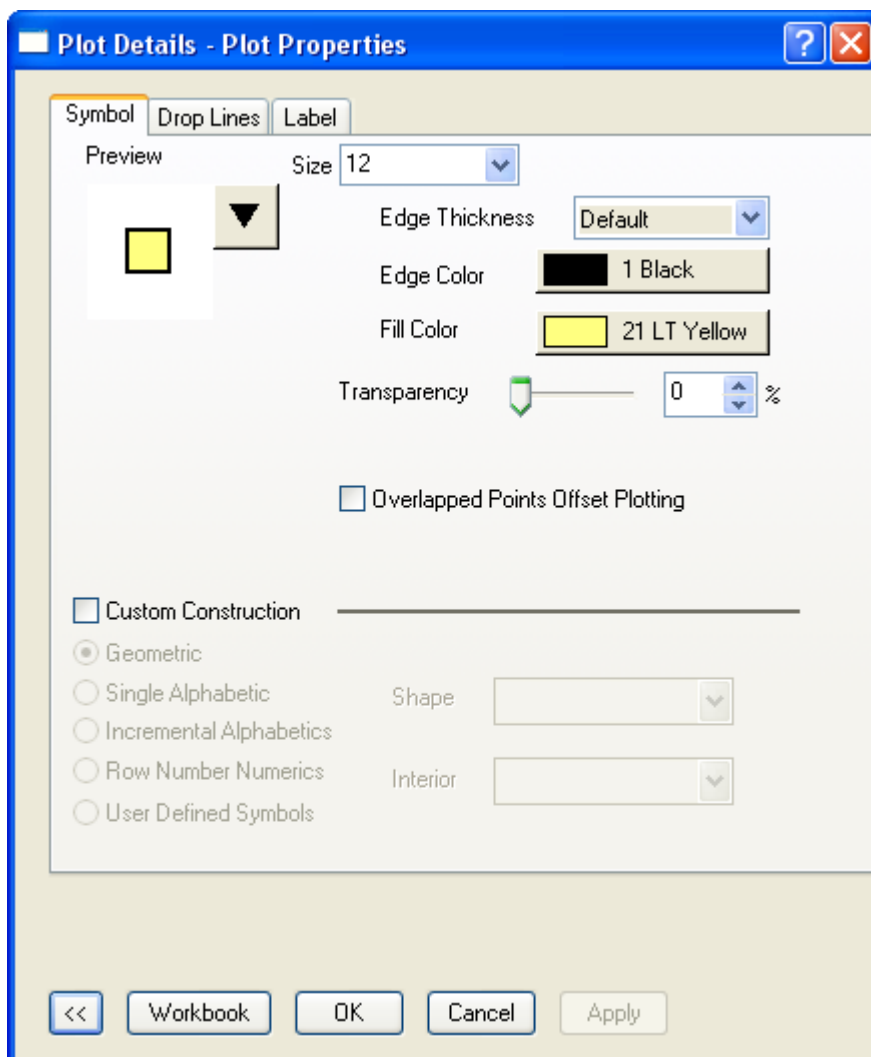 Plot Details - Plot Properties
Symbol
Drop Lines
Label
Preview
Size 12
Edge Thickness Default
Edge Color 1 Black
Fill Color 21 LT Yellow
Transparency 0 %
Overlapped Points Offset Plotting
Custom Construction
Geometric
Single Alphabetic
Shape
Incremental Alphabetics
Row Number Numerics
Interior
User Defined Symbols
<< Workbook OK Cancel Apply